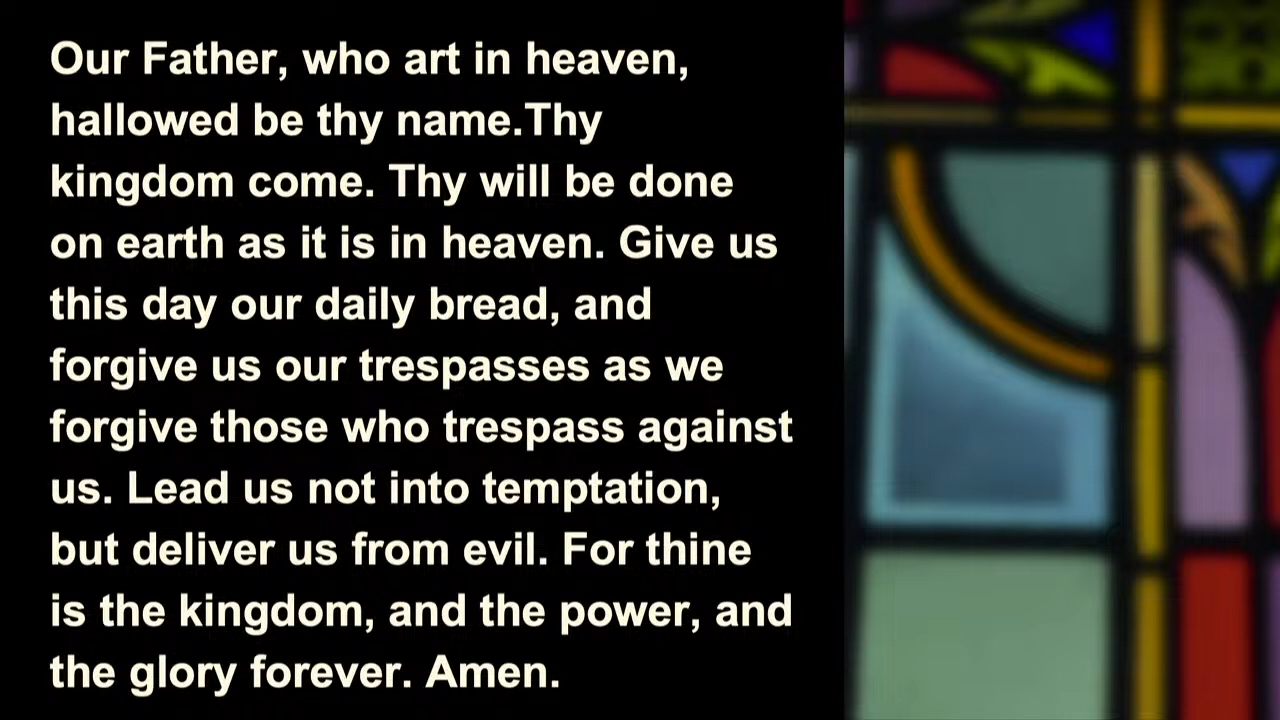 Our Father, who art in heaven,
hallowed be thy name.Thy
kingdom come. Thy will be done
on earth as it is in heaven. Give us
this day our daily bread, and
forgive us our trespasses as we
forgive those who trespass against
us. Lead us not into temptation,
but deliver us from evil. For thine
is the kingdom, and the power, and
the glory forever. Amen.